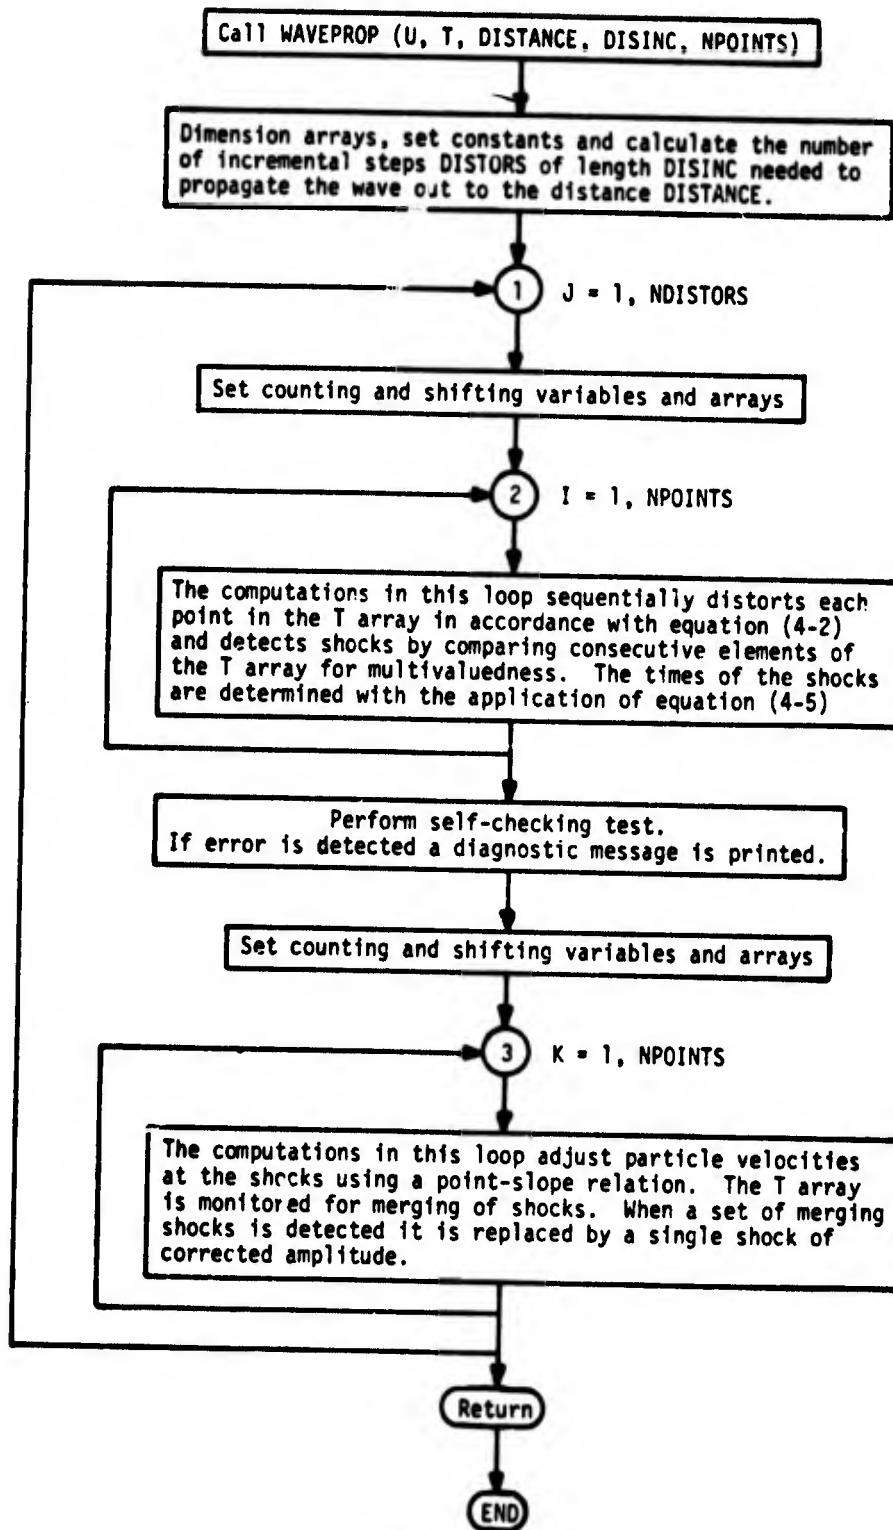 Call WAVEPROP (U, T, DISTANCE, DISINC, NPOINTS)
Dimension arrays, set constants and calculate the number
of incremental steps DISTORS of length DISINC needed to
propagate the wave out to the distance DISTANCE.
1 J = 1, NDISTORS
Set counting and shifting variables and arrays
2 I = 1, NPOINTS
The computations in this loop sequentially distorts each
point in the T array in accordance with equation (4-2)
and detects shocks by comparing consecutive elements of
the T array for multivaluedness. The times of the shocks
are determined with the application of equation (4-5)
Perform self-checking test.
If error is detected a diagnostic message is printed.
Set counting and shifting variables and arrays
3 K = 1, NPOINTS
The computations in this loop adjust particle velocities
at the shocks using a point-slope relation. The T array
is monitored for merging of shocks. When a set of merging
shocks is detected it is replaced by a single shock of
corrected amplitude.
Return
END